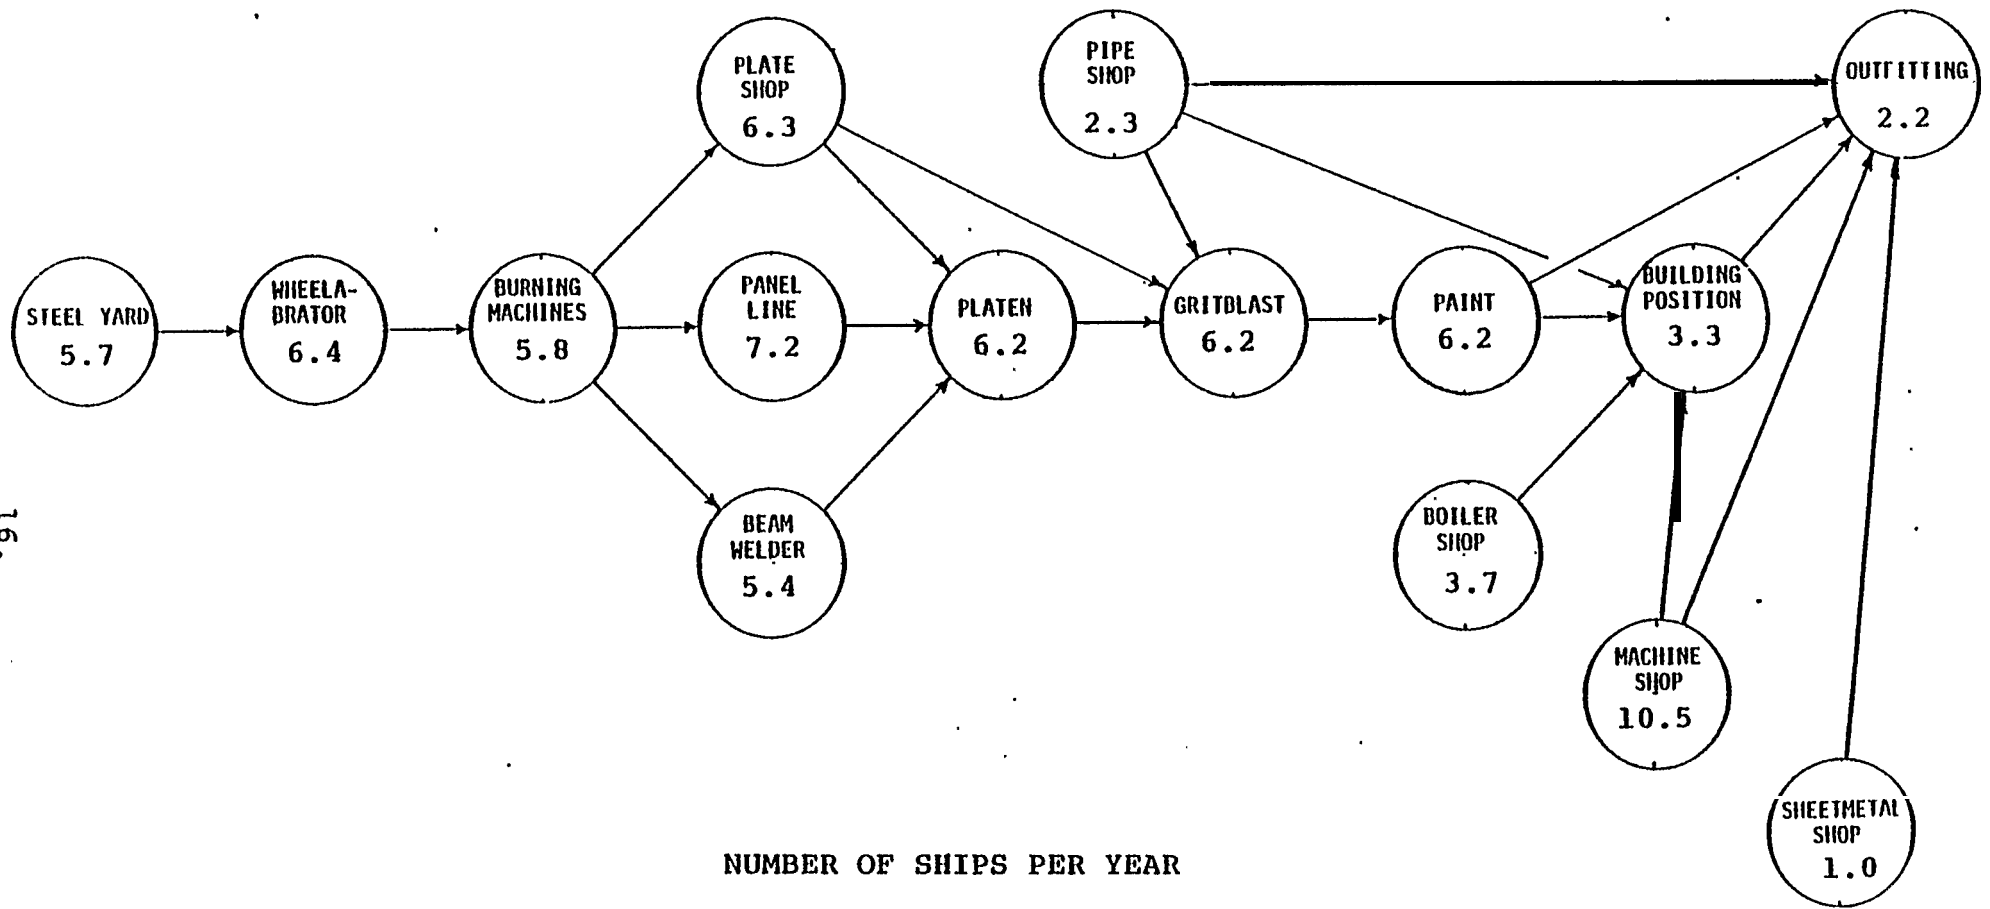 PLATE
SHOP
6.3
PIPE
SHOP
2.3
OUTFITTING
2.2
STEEL YARD
5.7
WHEELA-
BRATOR
6.4
BURNING
MACHINES
5.8
PANEL
LINE
7.2
PLATEN
6.2
GRITBLAST
6.2
PAINT
6.2
BUILDING
POSITION
3.3
BEAM
WELDER
5.4
BOILER
SHOP
3.7
MACHINE
SHOP
10.5
SHEETMETAL
SHOP
1.0
NUMBER OF SHIPS PER YEAR